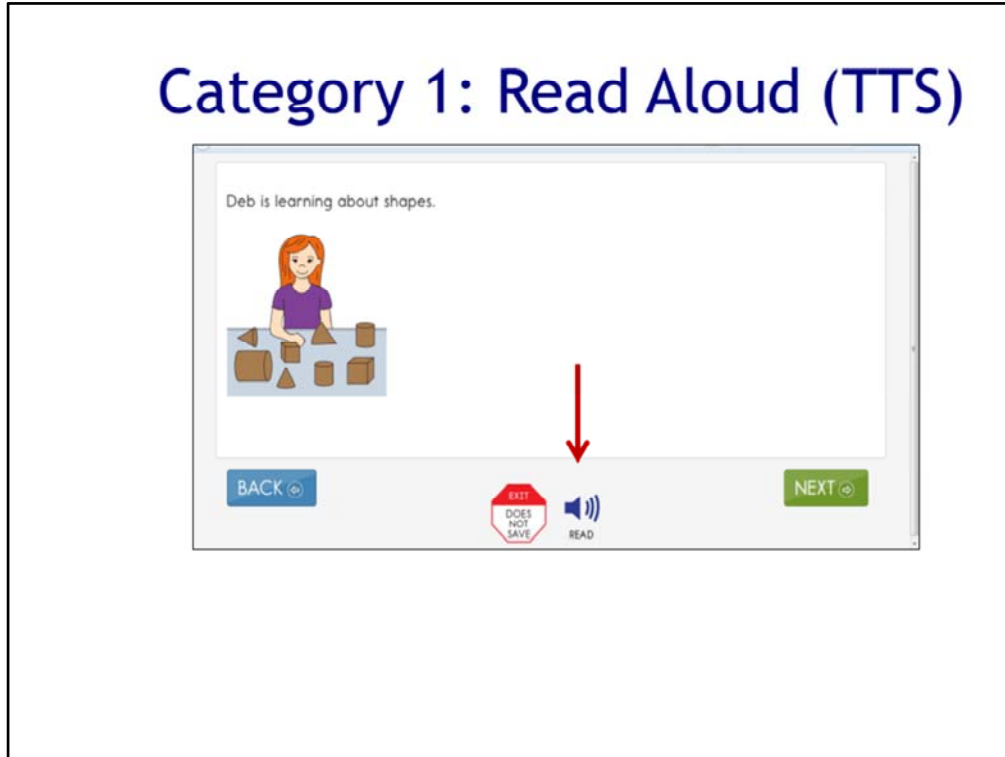 Category 1: Read Aloud (TTS)
Deb is learning about shapes.
BACK
EXIT
DOES
NOT
SAVE
READ
NEXT